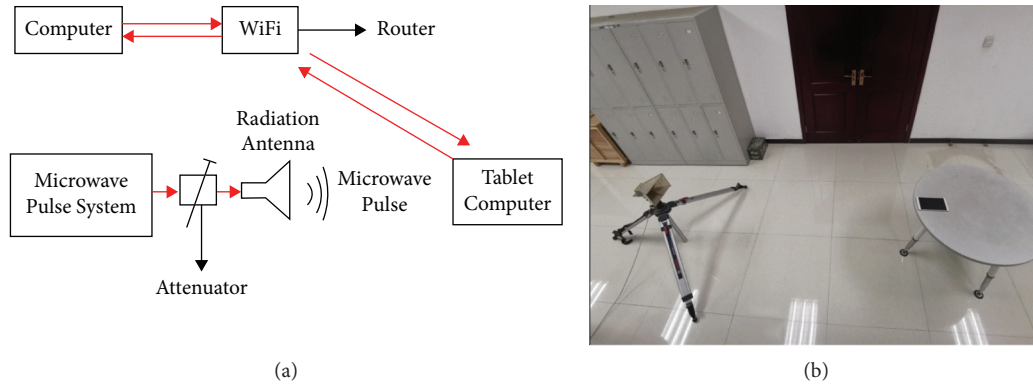 Computer
WiFi
Router
Radiation
Antenna
Microwave
Pulse System
Microwave
Pulse
Tablet
Computer
Attenuator
(a)
(b)